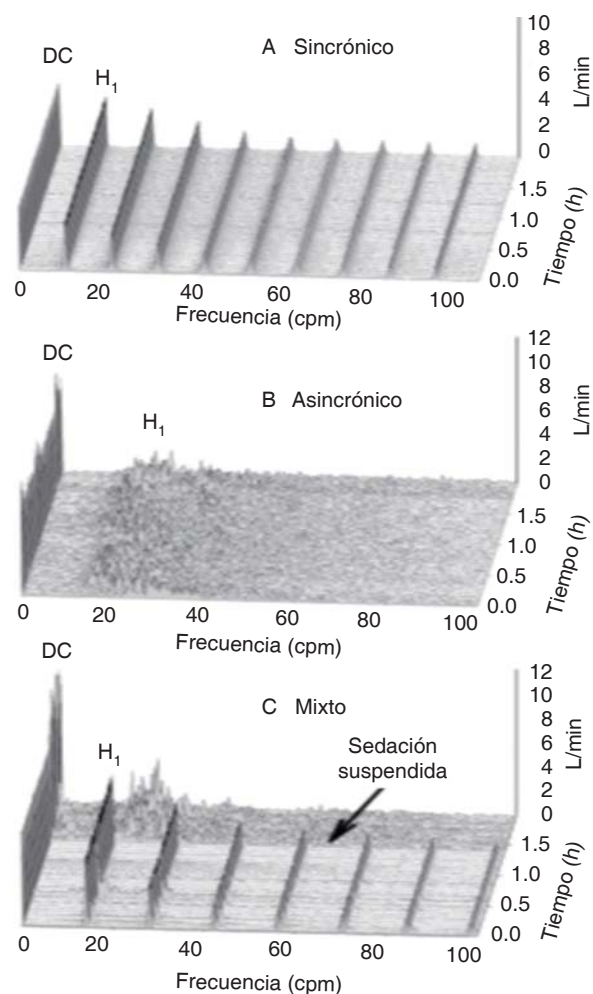 A Sincrónico
DC
H1
10
8
6
4
2
0
L/min
1.5
1.0
0.5
0.0
Tiempo (h)
0 20 40 60 80 100
Frecuencia (cpm)
DC
B Asincrónico
H1
12
10
8
6
4
2
0
L/min
1.5
1.0
0.5
0.0
Tiempo (h)
0 20 40 60 80 100
Frecuencia (cpm)
DC
C Mixto
H1
Sedación
suspendida
12
10
8
6
4
2
0
L/min
1.5
1.0
0.5
0.0
Tiempo (h)
0 20 40 60 80 100
Frecuencia (cpm)